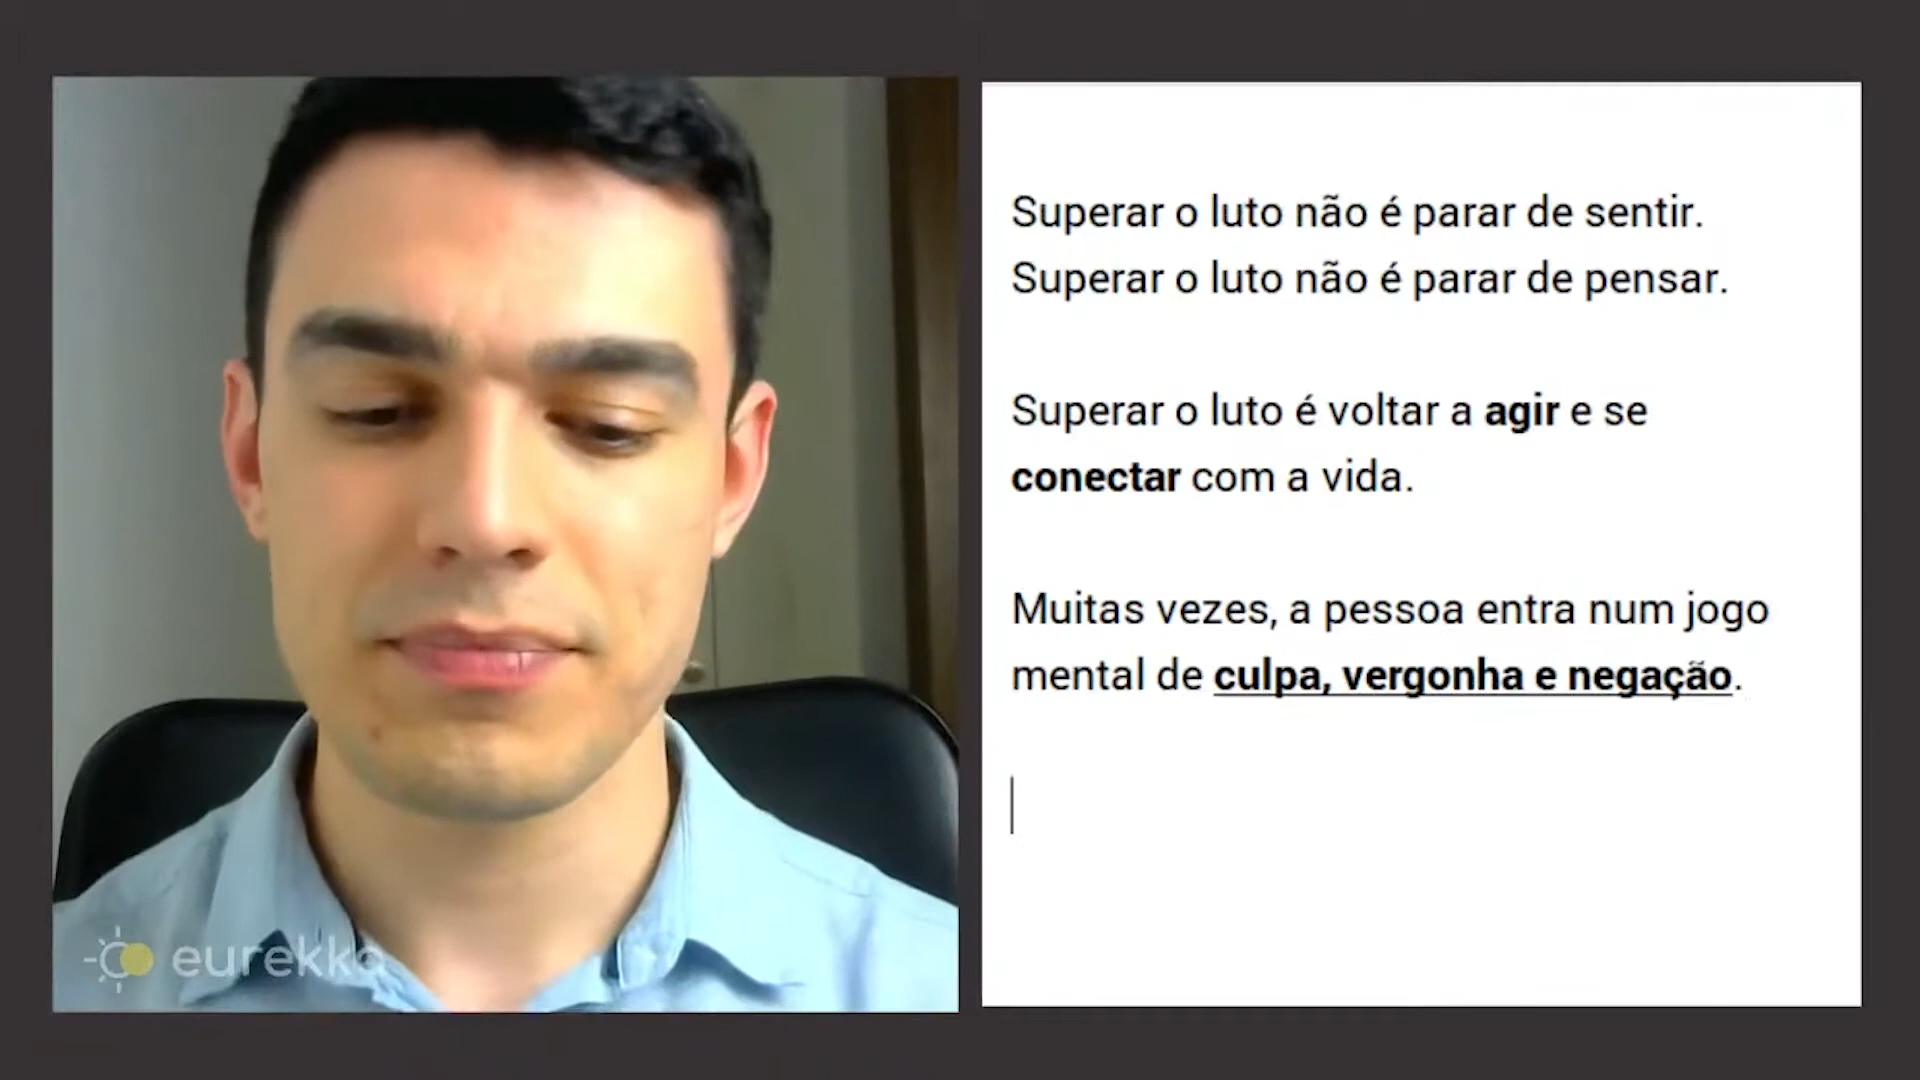 Superar o luto não é parar de sentir.
Superar o luto não é parar de pensar.
Superar o luto é voltar a agir e se
conectar com a vida.
Muitas vezes, a pessoa entra num jogo
mental de culpa, vergonha e negação.
eurekka